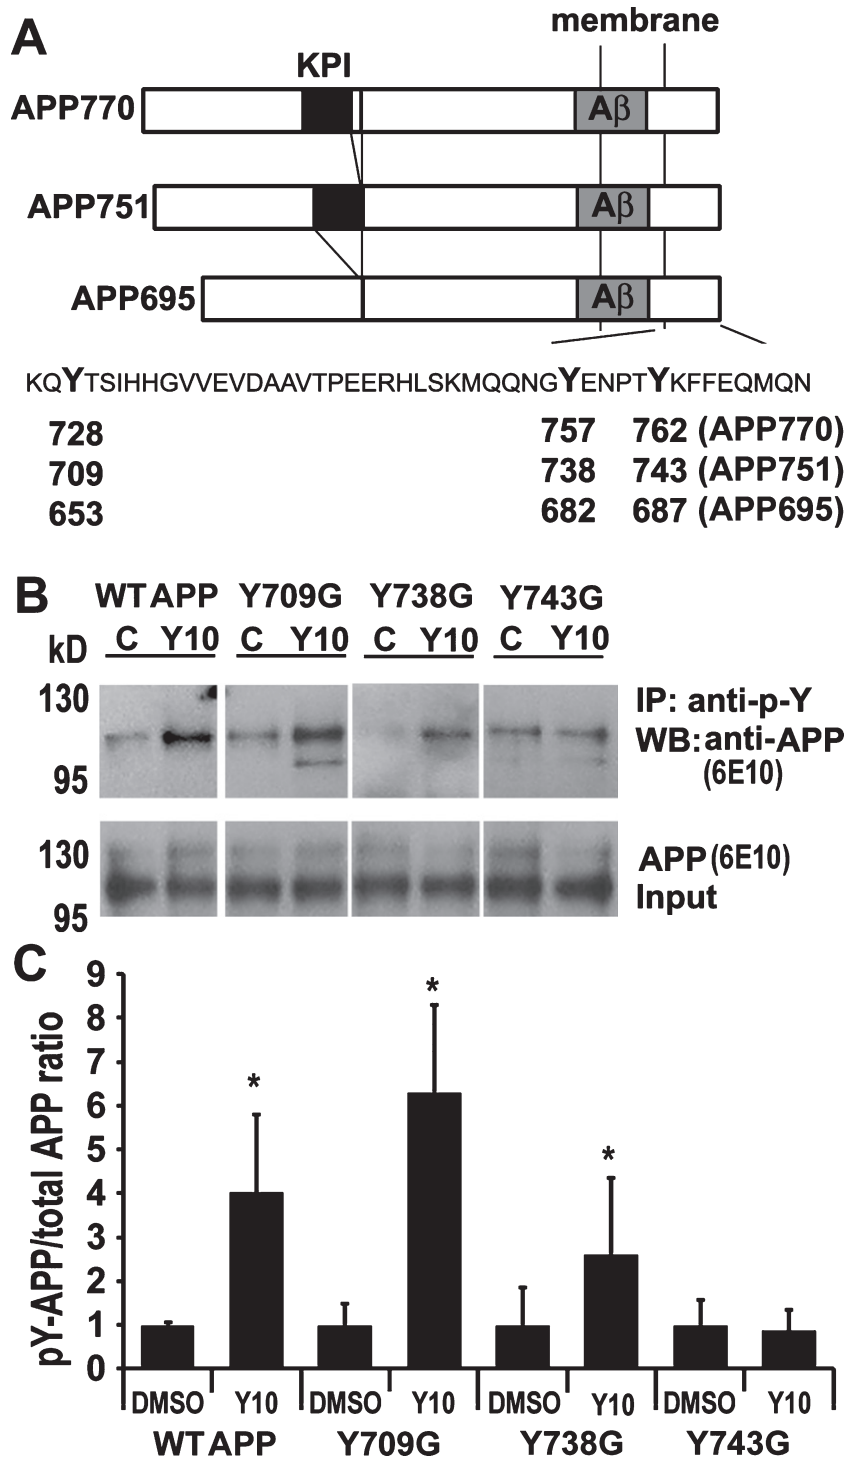 A
membrane
KPI
APP770
Aβ
APP751
Aβ
APP695
Aβ
KQYTSIHHGVVEVDAAVTPEERHLSKMQQNGYENPTYKFFEQMQN
728 757 762 (APP770)
709 738 743 (APP751)
653 682 687 (APP695)
B
WT APP Y709G Y738G Y743G
kD C Y10 C Y10 C Y10 C Y10
130
95
IP: anti-p-Y
WB: anti-APP
(6E10)
130
95
APP (6E10)
Input
C
pY-APP/total APP ratio
9
8
7
6
5
4
3
2
1
0
* * *
DMSO Y10 DMSO Y10 DMSO Y10 DMSO Y10
WT APP Y709G Y738G Y743G